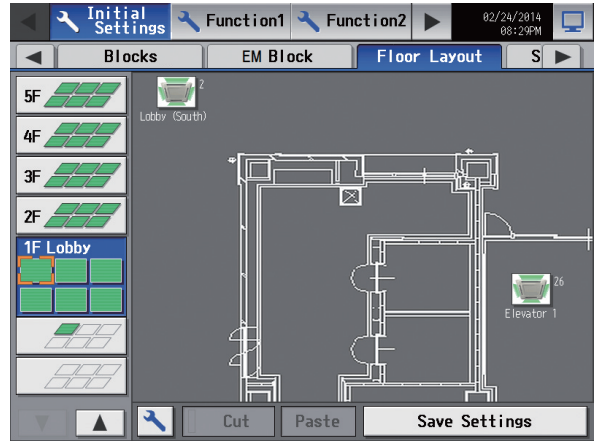 Initial
Settings
Function1
Function2
02/24/2014
08:29PM
Blocks
EM Block
Floor Layout
S
5F
4F
3F
2F
1F Lobby
2
Lobby (South)
26
Elevator 1
Cut
Paste
Save Settings